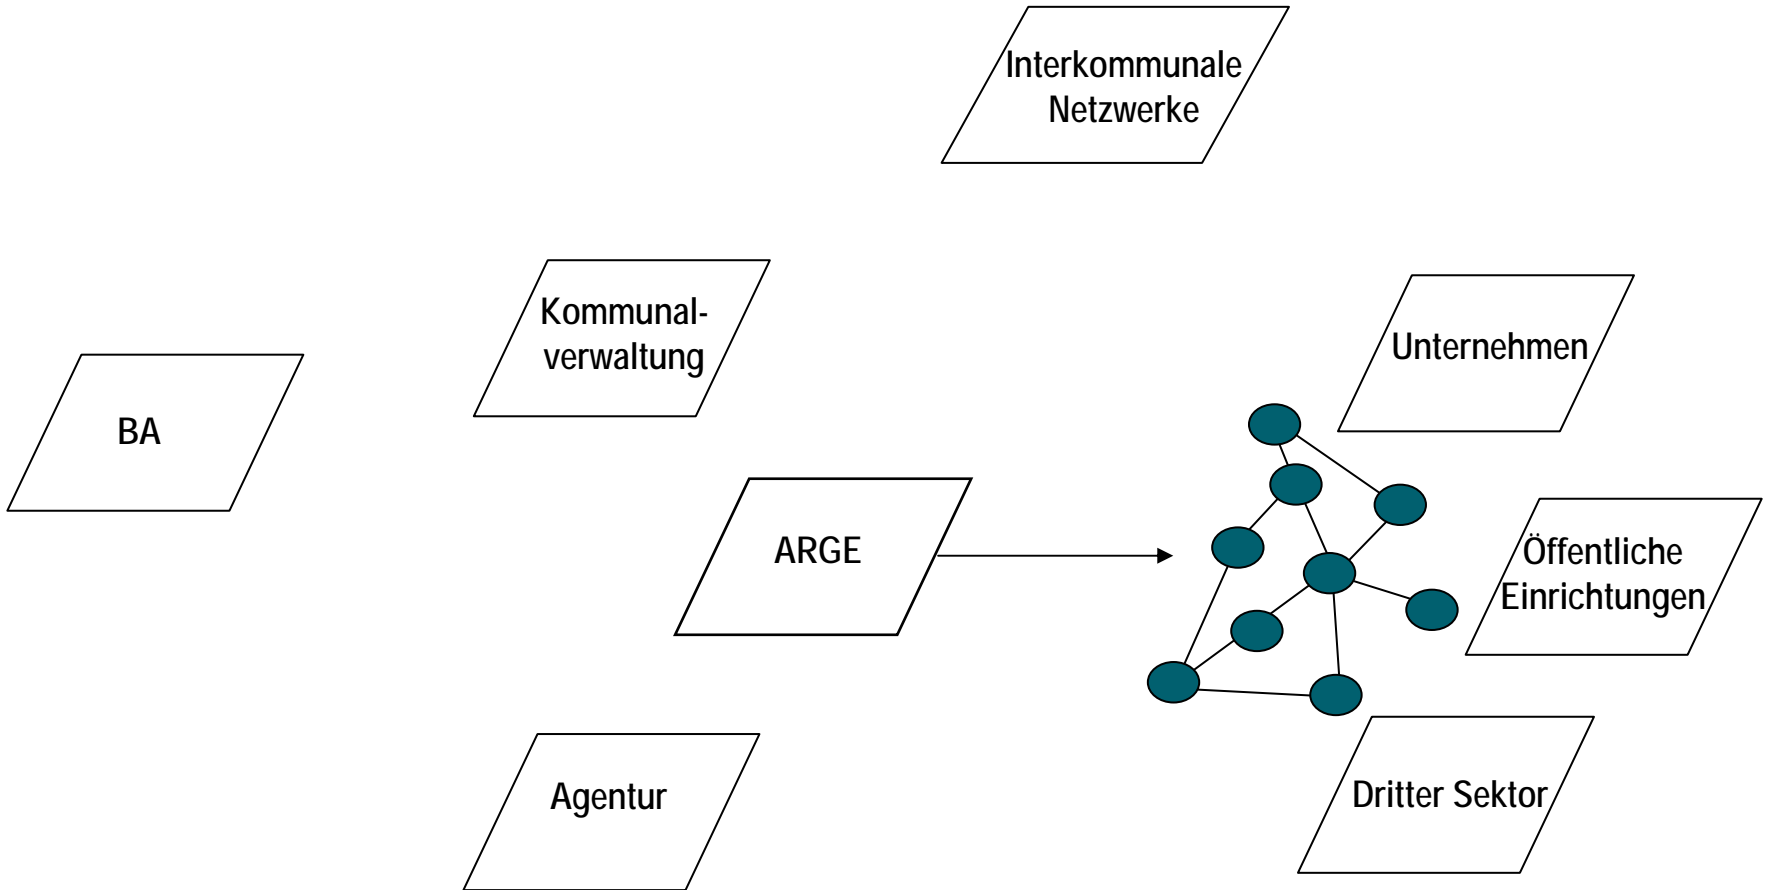 Interkommunale
Netzwerke
Kommunal-
verwaltung
Unternehmen
BA
ARGE
Öffentliche
Einrichtungen
Agentur
Dritter Sektor